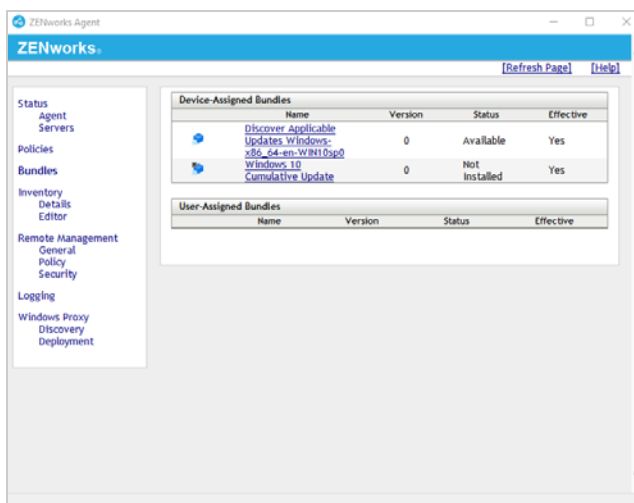 ZENworks Agent
ZENworks.
[Refresh Page] [Help]
Status
Agent
Servers
Policies
Bundles
Inventory
Details
Editor
Remote Management
General
Policy
Security
Logging
Windows Proxy
Discovery
Deployment
Device-Assigned Bundles
Name Version Status Effective
Discover Applicable
Updates Windows-
x86_64-en-WIN10sp0
0 Available Yes
Windows 10
Cumulative Update
0 Not
Installed
Yes
User-Assigned Bundles
Name Version Status Effective